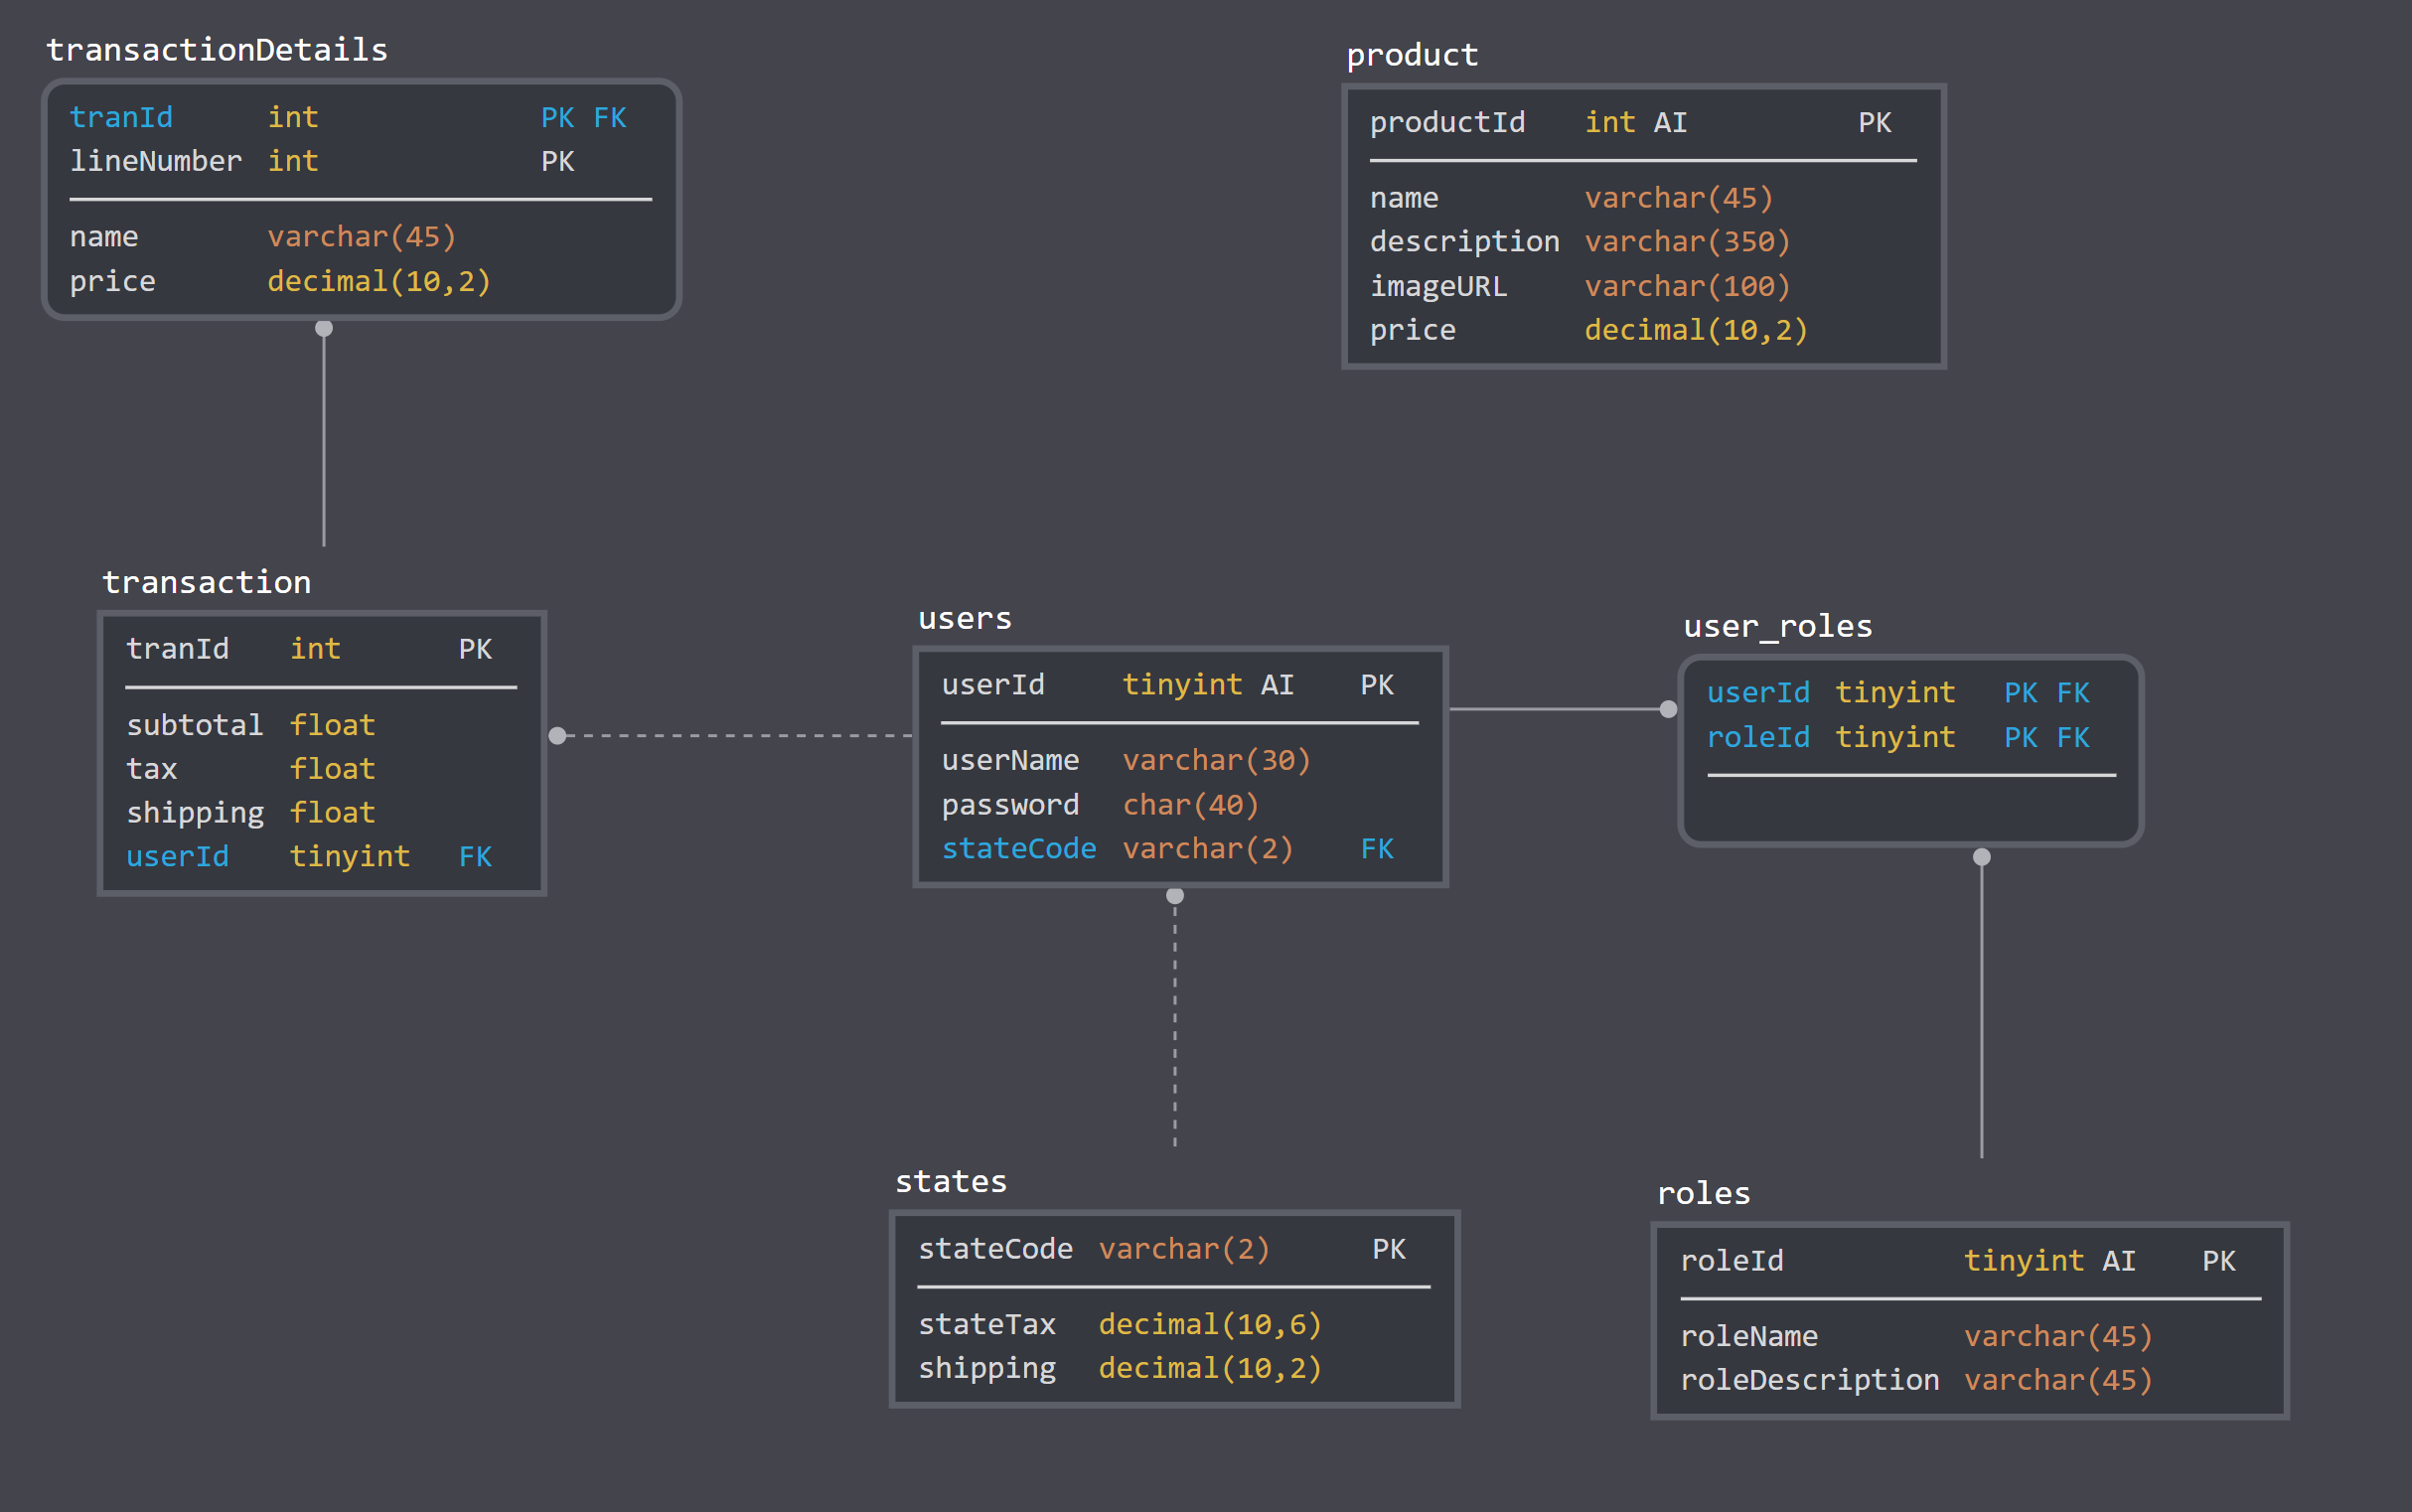 transactionDetails
tranId int PK FK
lineNumber int PK
name varchar(45)
price decimal(10,2)
product
productId int AI PK
name varchar(45)
description varchar(350)
imageURL varchar(100)
price decimal(10,2)
transaction
tranId int PK
subtotal float
tax float
shipping float
userId tinyint FK
users
userId tinyint AI PK
userName varchar(30)
password char(40)
stateCode varchar(2) FK
user_roles
userId tinyint PK FK
roleId tinyint PK FK
states
stateCode varchar(2) PK
stateTax decimal(10,6)
shipping decimal(10,2)
roles
roleId tinyint AI PK
roleName varchar(45)
roleDescription varchar(45)